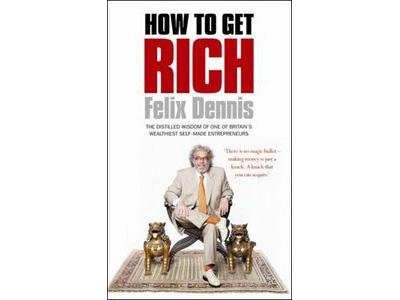 HOW TO GET
RICH
Felix Dennis
THE DISTILLED WISDOM OF ONE OF BRITAIN'S
WEALTHIEST SELF-MADE ENTREPRENEURS
'There is no magic bullet –
making money is just a
knack. A knack that
you can acquire.'